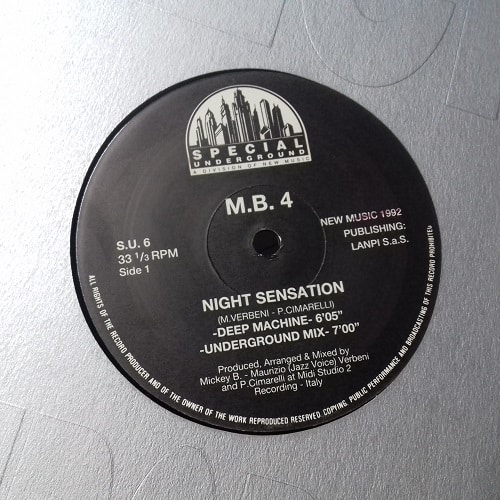 SPECIAL
UNDERGROUND
A DIVISION OF NEW MUSIC
M.B. 4
S.U. 6
33 1/3 RPM
Side 1
NEW MUSIC 1992
PUBLISHING:
LANPI S.a.S.
NIGHT SENSATION
(M.VERBENI - P.CIMARELLI)
-DEEP MACHINE- 6'05"
-UNDERGROUND MIX- 7'00"
Produced, Arranged & Mixed by
Mickey B. - Maurizio (Jazz Voice) Verbeni
and P.Cimarelli at Midi Studio 2
Recording - Italy
ALL RIGHTS OF THE RECORD PRODUCER AND OF THE OWNER OF THE WORK REPRODUCED RESERVED. COPYING, PUBLIC PERFORMANCE AND BROADCASTING OF THIS RECORD PROHIBITED